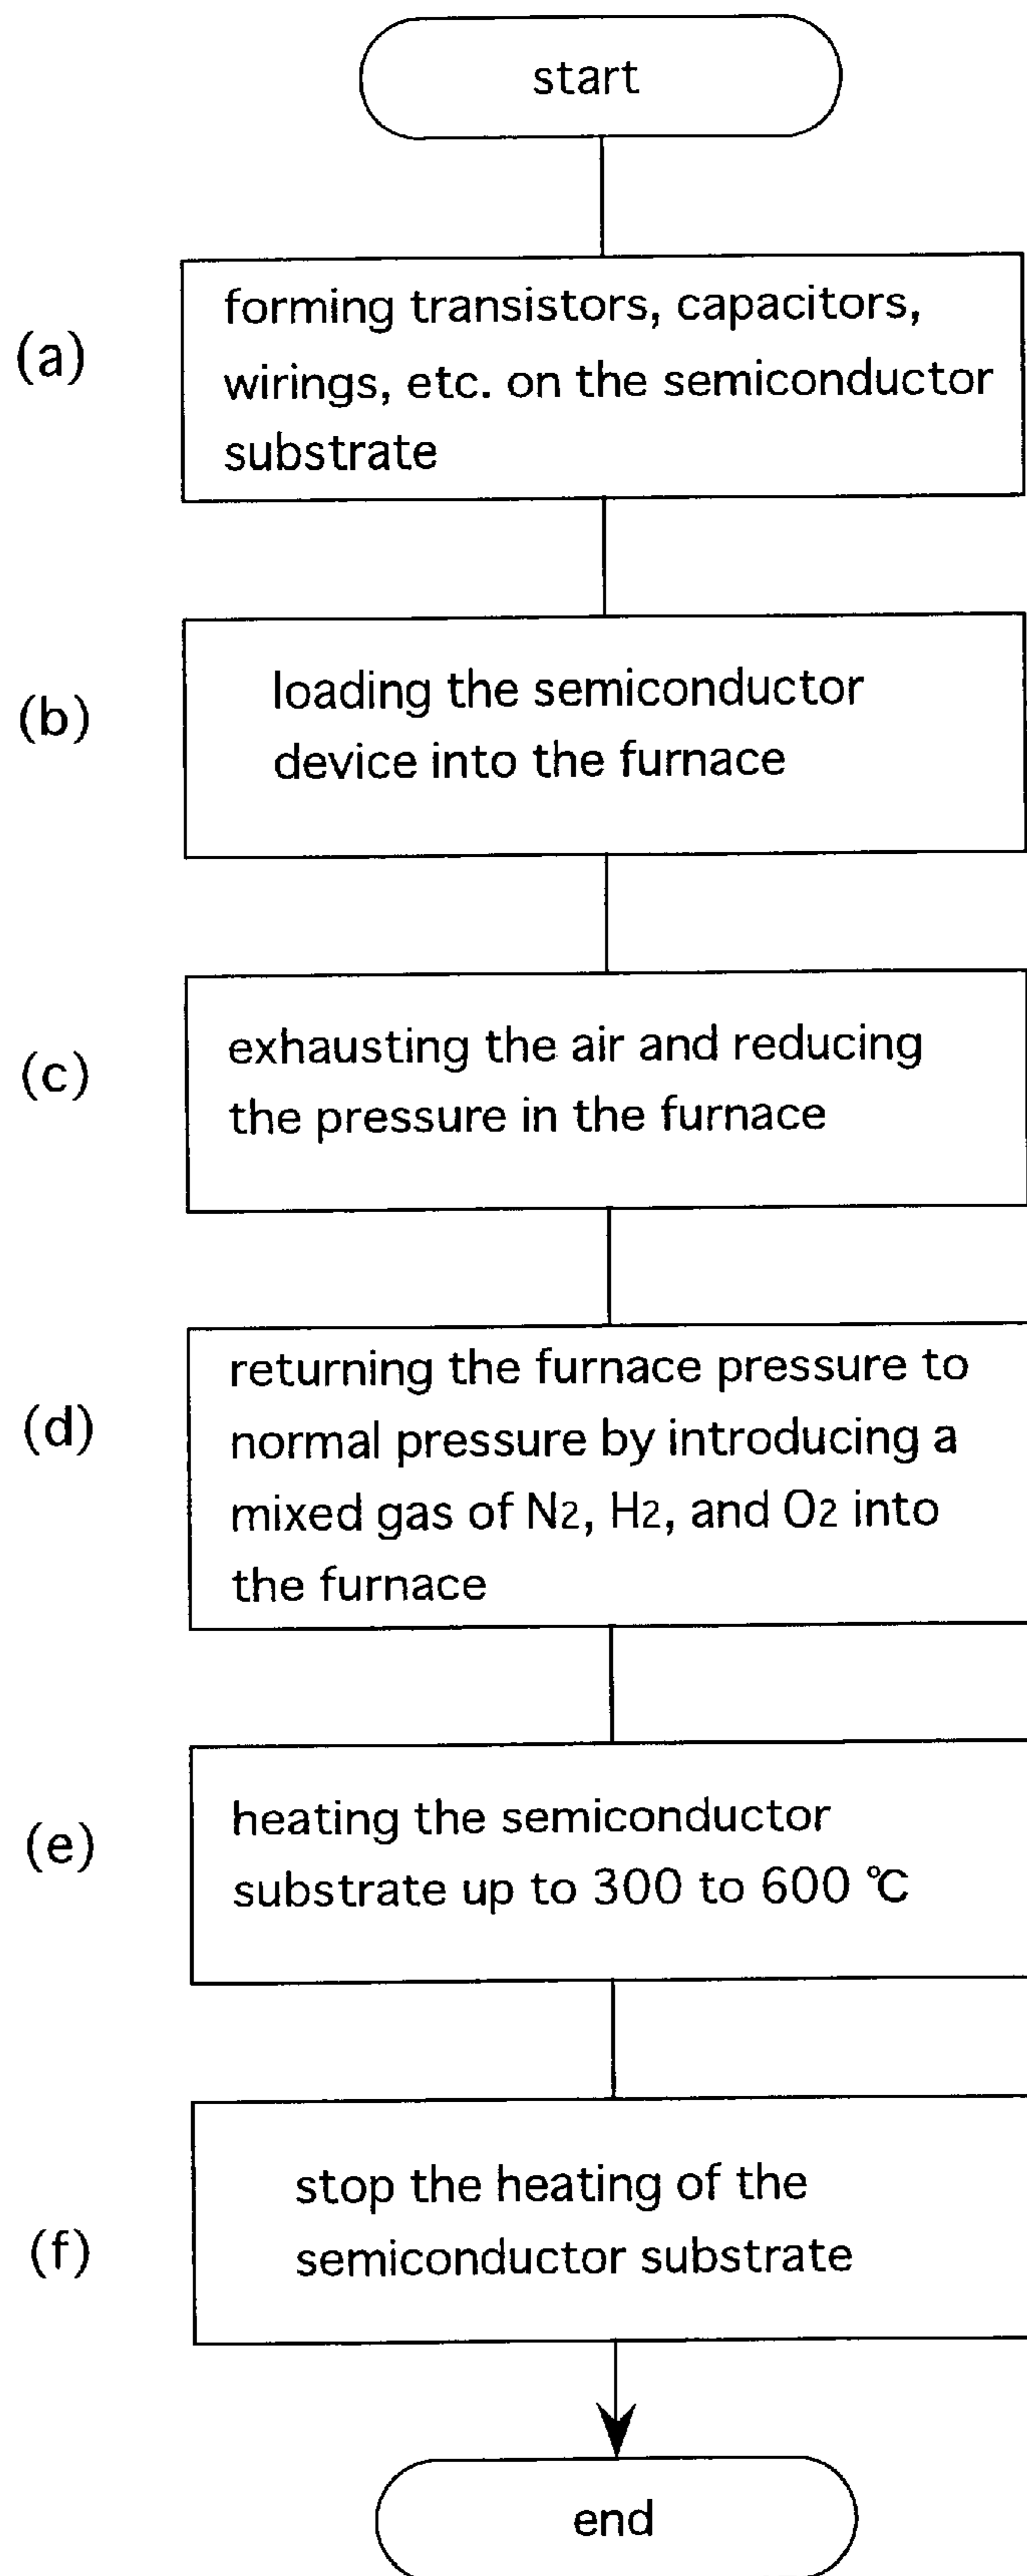 start
(a)
forming transistors, capacitors,
wirings, etc. on the semiconductor
substrate
(b)
loading the semiconductor
device into the furnace
(c)
exhausting the air and reducing
the pressure in the furnace
(d)
returning the furnace pressure to
normal pressure by introducing a
mixed gas of N2, H2, and O2 into
the furnace
(e)
heating the semiconductor
substrate up to 300 to 600 ℃
(f)
stop the heating of the
semiconductor substrate
end